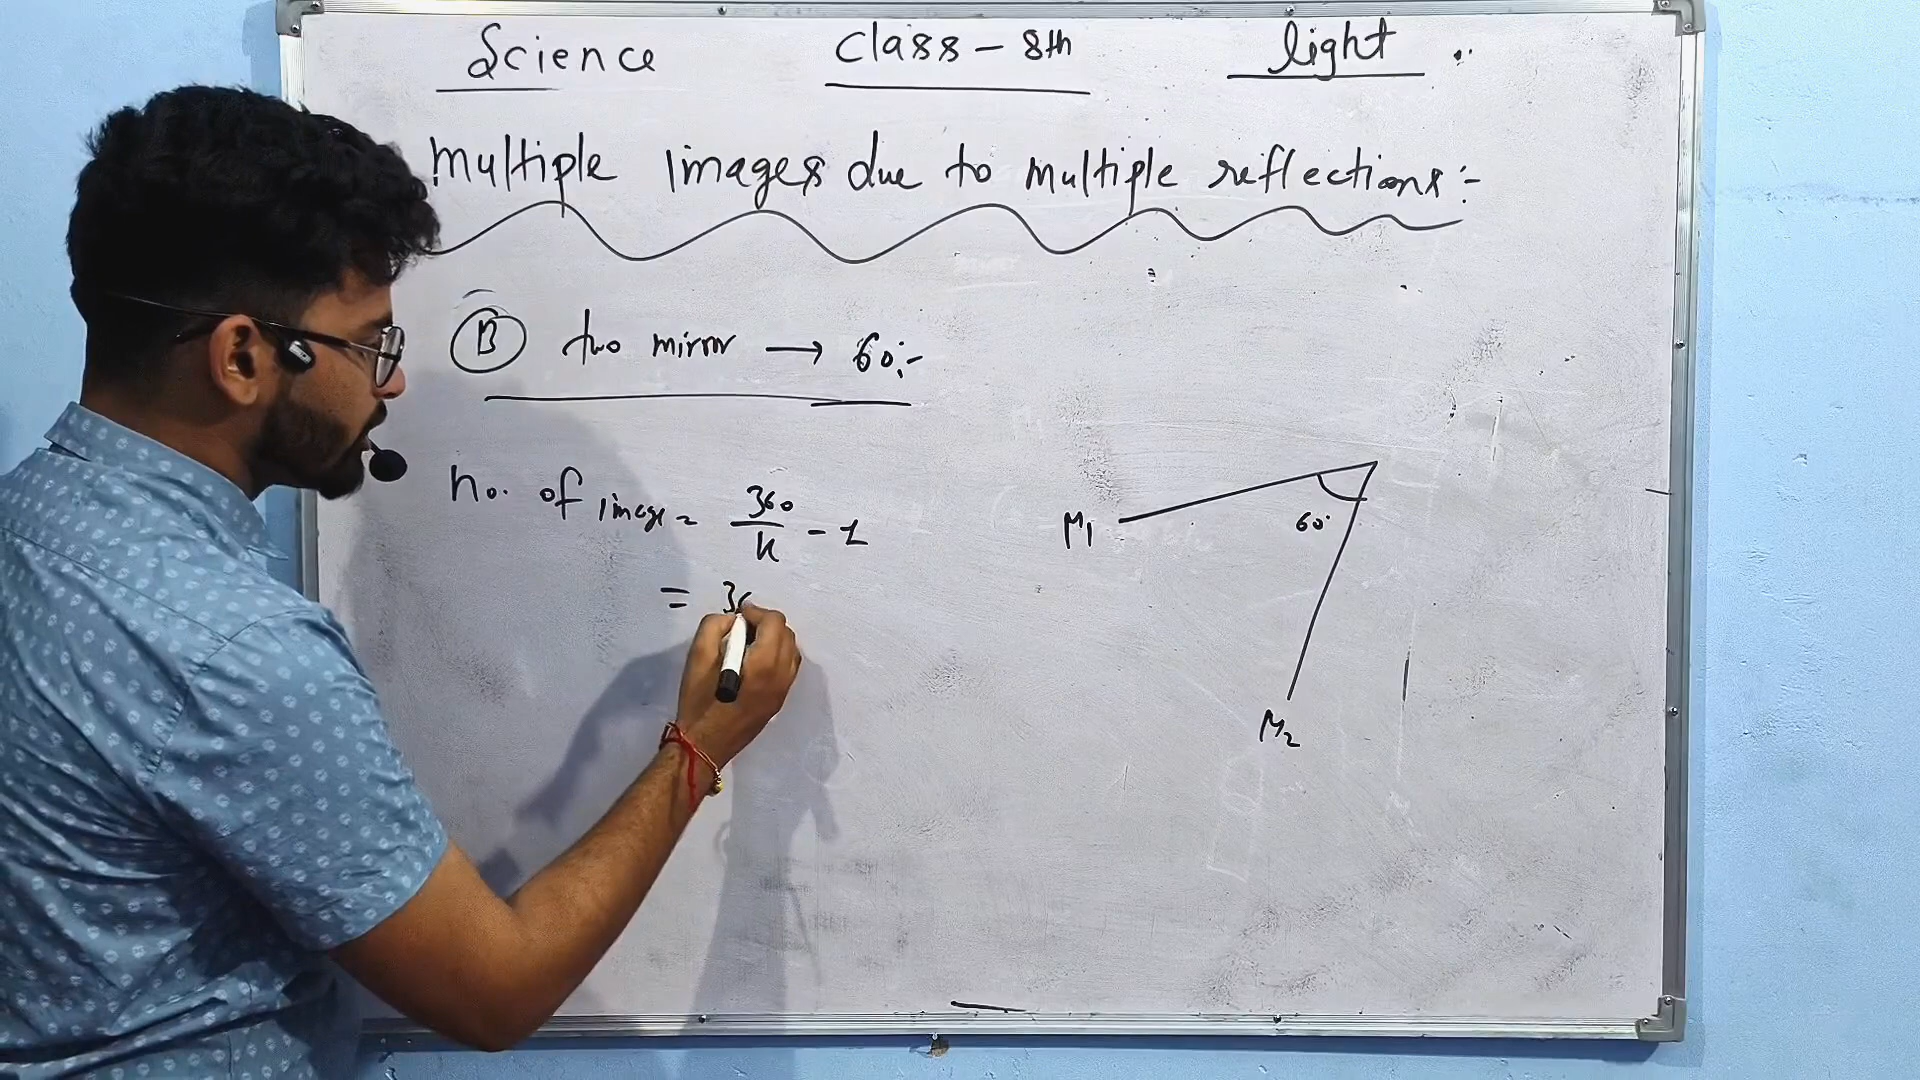 Science Class - 8th light
Multiple Images due to multiple reflections:-
B two mirror → 60:-
no. of image = 360/x - 1
= 36
M1 60°
M2